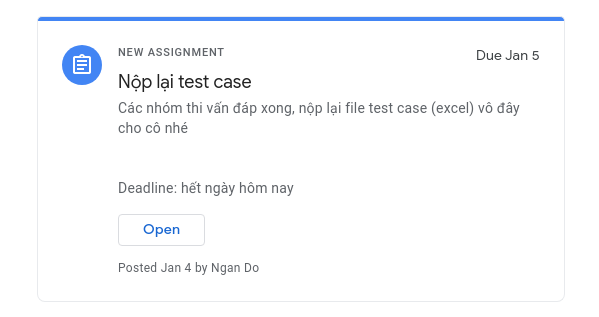 NEW ASSIGNMENT
Due Jan 5
Nộp lại test case
Các nhóm thi vấn đáp xong, nộp lại file test case (excel) vô đây
cho cô nhé
Deadline: hết ngày hôm nay
Open
Posted Jan 4 by Ngan Do